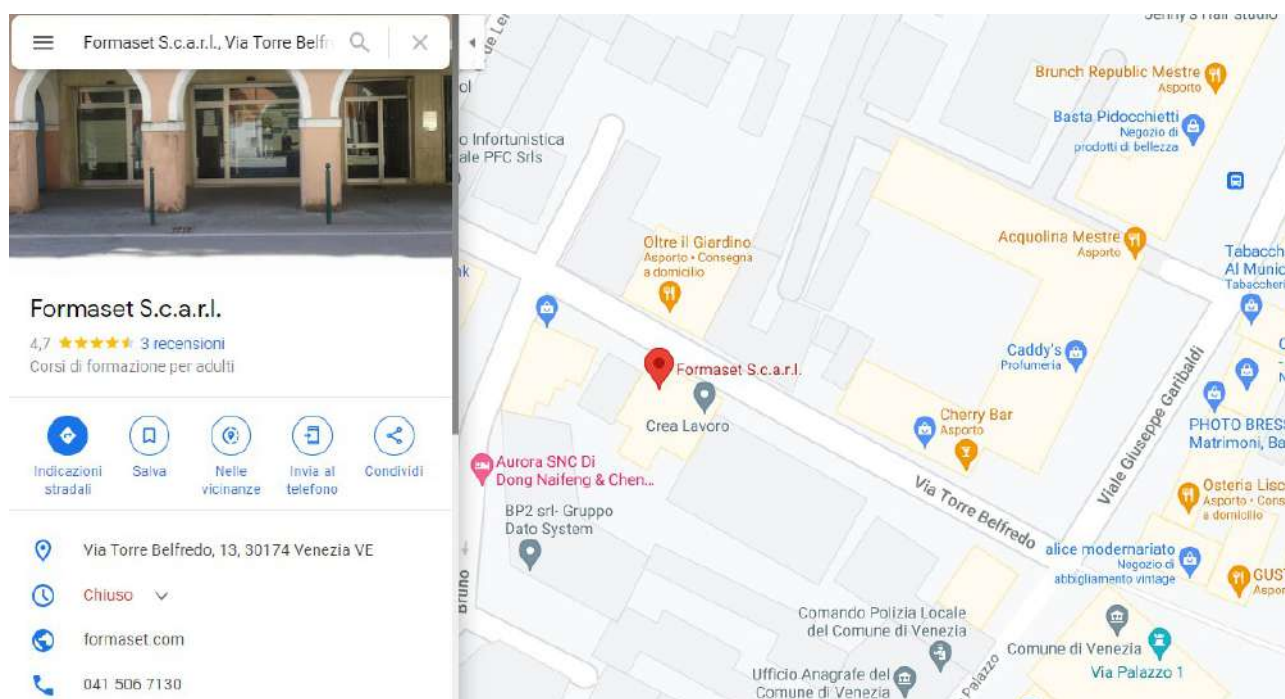 Formaset S.c.a.r.l., Via Torre Belfr
Formaset S.c.a.r.l.
4,7
3 recensioni
Corsi di formazione per adulti
Indicazioni
stradali
Salva
Nelle
vicinanze
Invia al
telefono
Condividi
Via Torre Belfredo, 13, 30174 Venezia VE
Chiuso
formaset.com
041 506 7130
Jenny's Hair Studio
Brunch Republic Mestre
Asporto
Basta Pidocchietti
Negozio di
prodotti di bellezza
o Infortunistica
ale PFC Srls
Oltre il Giardino
Asporto • Consegna
a domicilio
Acquolina Mestre
Asporto
Tabacch
Al Munic
Tabaccheri
Caddy's
Profumeria
Formaset S.c.a.r.l.
Crea Lavoro
Cherry Bar
Asporto
Viale Giuseppe Garibaldi
PHOTO BRESS
Matrimoni, Ba
Aurora SNC Di
Dong Naifeng & Chen...
BP2 srl- Gruppo
Dato System
Via Torre Belfredo
Osteria Lisc
Asporto • Cons
a domicilio
alice modernariato
Negozio di
abbigliamento vintage
GUST
Aspor
Bruno
Comando Polizia Locale
del Comune di Venezia
Comune di Venezia
Via Palazzo 1
Ufficio Anagrafe del
Comune di Venezia
Palazzo